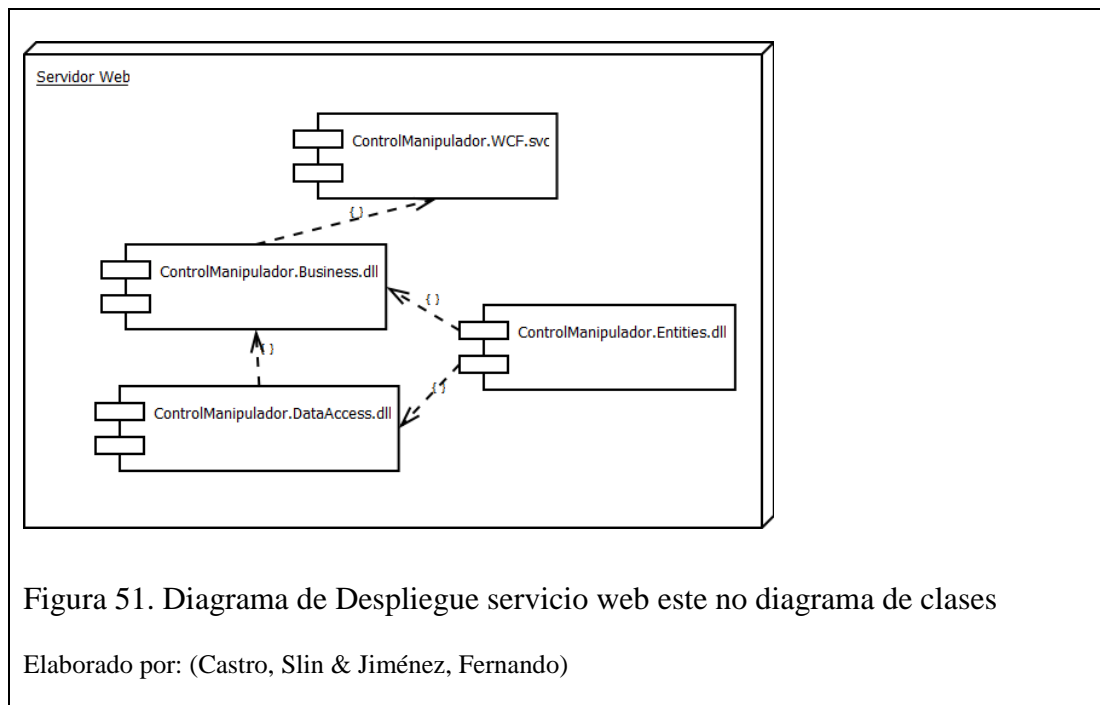 Servidor Web
ControlManipulador.WCF.svc
{ }
ControlManipulador.Business.dll
{ }
ControlManipulador.Entities.dll
{ }
{ }
ControlManipulador.DataAccess.dll
Figura 51. Diagrama de Despliegue servicio web este no diagrama de clases
Elaborado por: (Castro, Slin & Jiménez, Fernando)